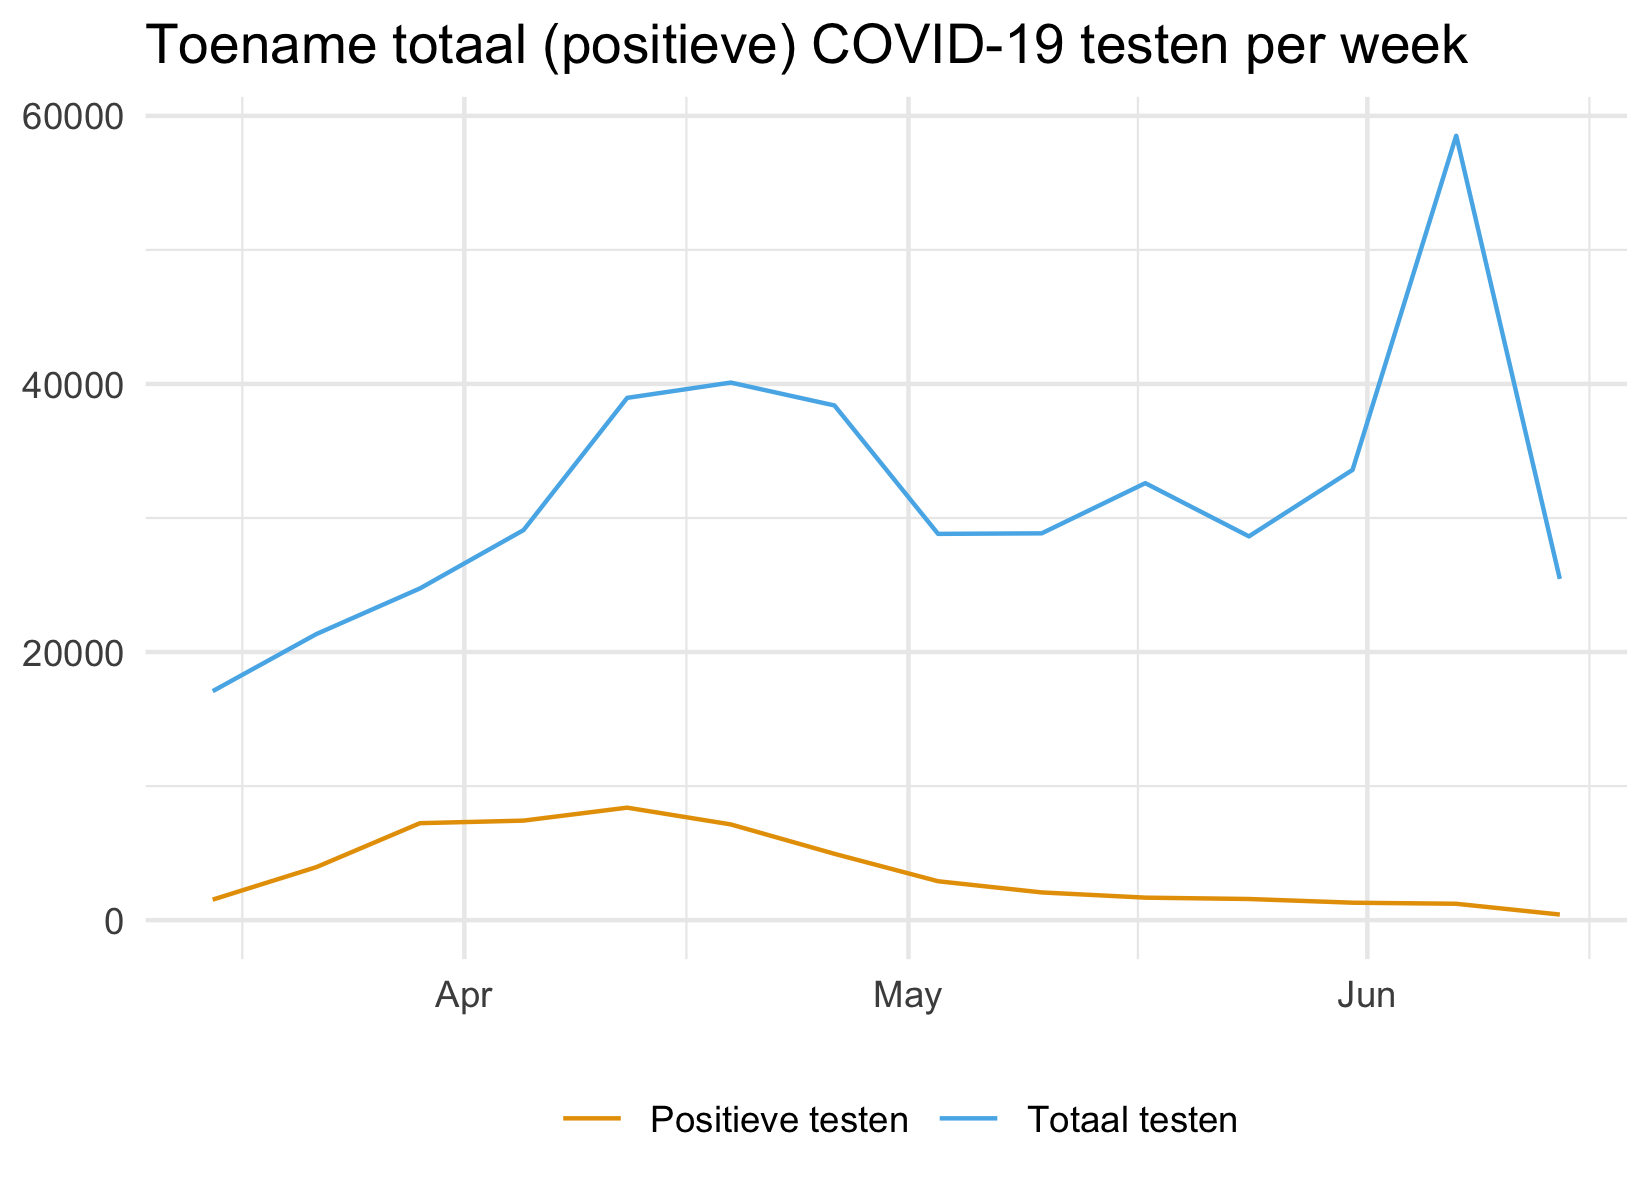 Toename totaal (positieve) COVID-19 testen per week
60000
40000
20000
0
Apr May Jun
Positieve testen Totaal testen